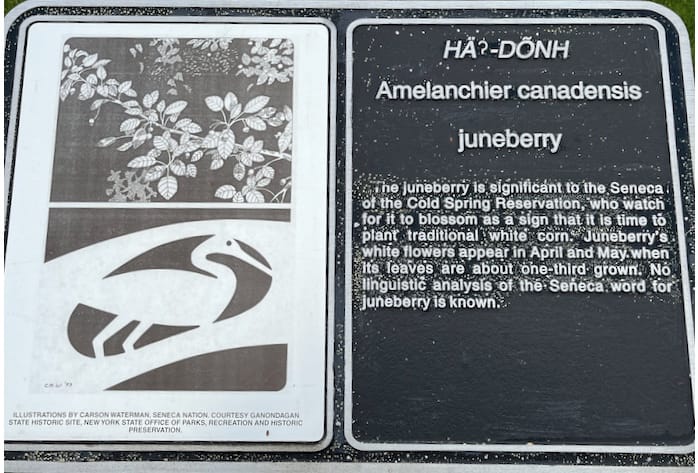 C.W. '97
ILLUSTRATIONS BY CARSON WATERMAN, SENECA NATION. COURTESY GANONDAGAN
STATE HISTORIC SITE, NEW YORK STATE OFFICE OF PARKS, RECREATION AND HISTORIC
PRESERVATION.
HÄɁ-DÕNH
Amelanchier canadensis
juneberry
The juneberry is significant to the Seneca
of the Cold Spring Reservation, who watch
for it to blossom as a sign that it is time to
plant traditional white corn. Juneberry's
white flowers appear in April and May when
its leaves are about one-third grown. No
linguistic analysis of the Seneca word for
juneberry is known.